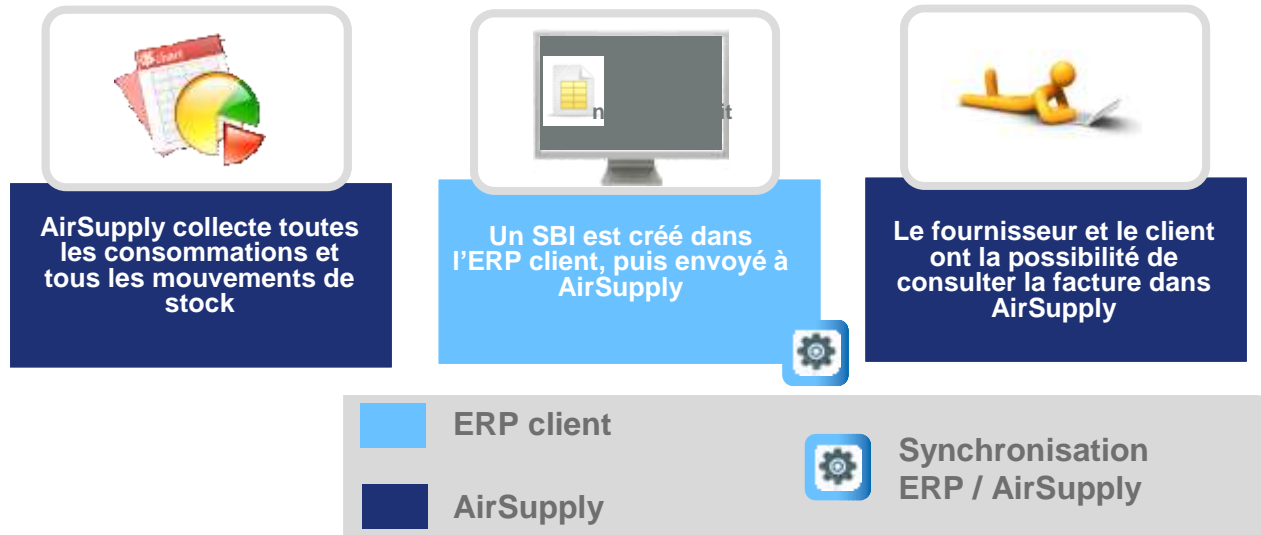 AirSupply collecte toutes
les consommations et
tous les mouvements de
stock
Un SBI est créé dans
l’ERP client, puis envoyé à
AirSupply
Le fournisseur et le client
ont la possibilité de
consulter la facture dans
AirSupply
ERP client
AirSupply
Synchronisation
ERP / AirSupply